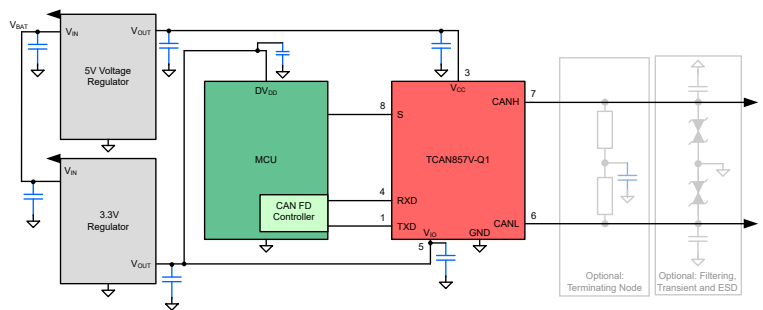 VBAT
VIN
VOUT
5V Voltage
Regulator
VIN
3.3V
Regulator
VOUT
DVDD
MCU
CAN FD
Controller
3
VCC
8
S
TCAN857V-Q1
4
RXD
1
TXD
VIO
5
GND
CANH
7
CANL
6
Optional:
Terminating Node
Optional: Filtering,
Transient and ESD